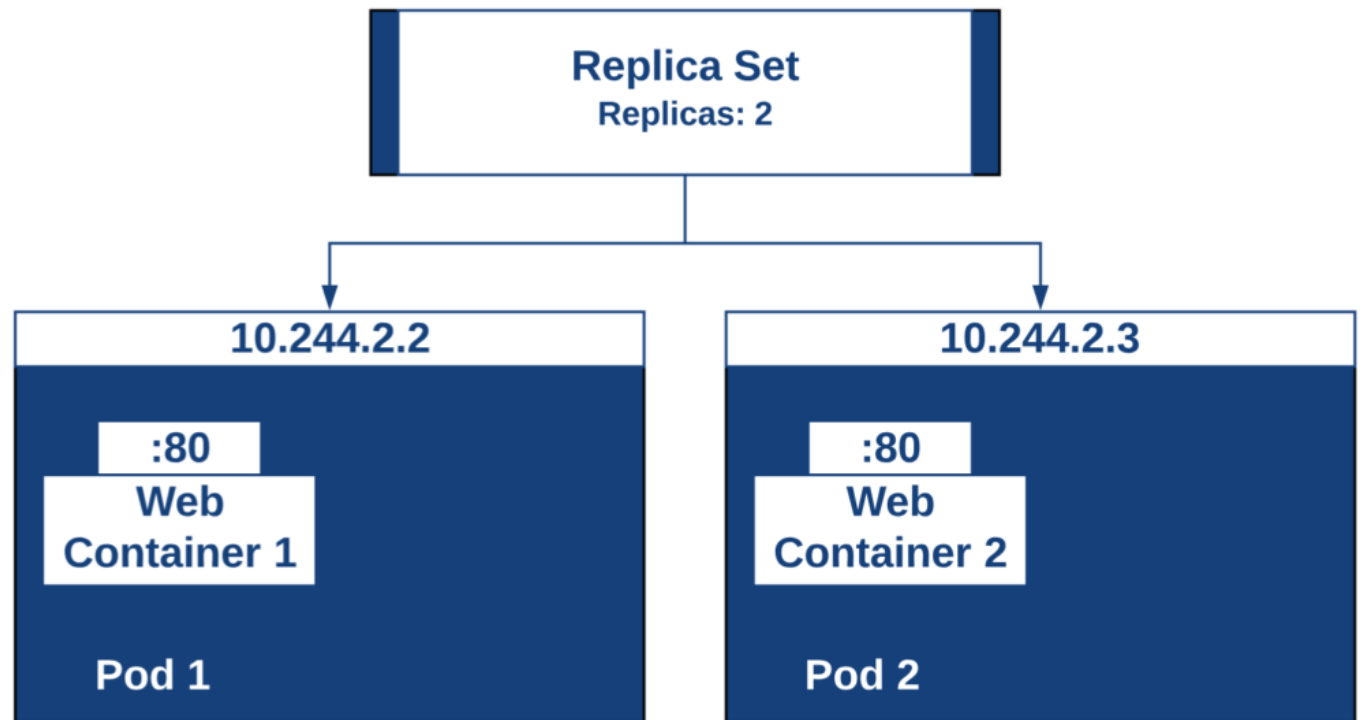 Replica Set
Replicas: 2
10.244.2.2
:80
Web
Container 1
Pod 1
10.244.2.3
:80
Web
Container 2
Pod 2